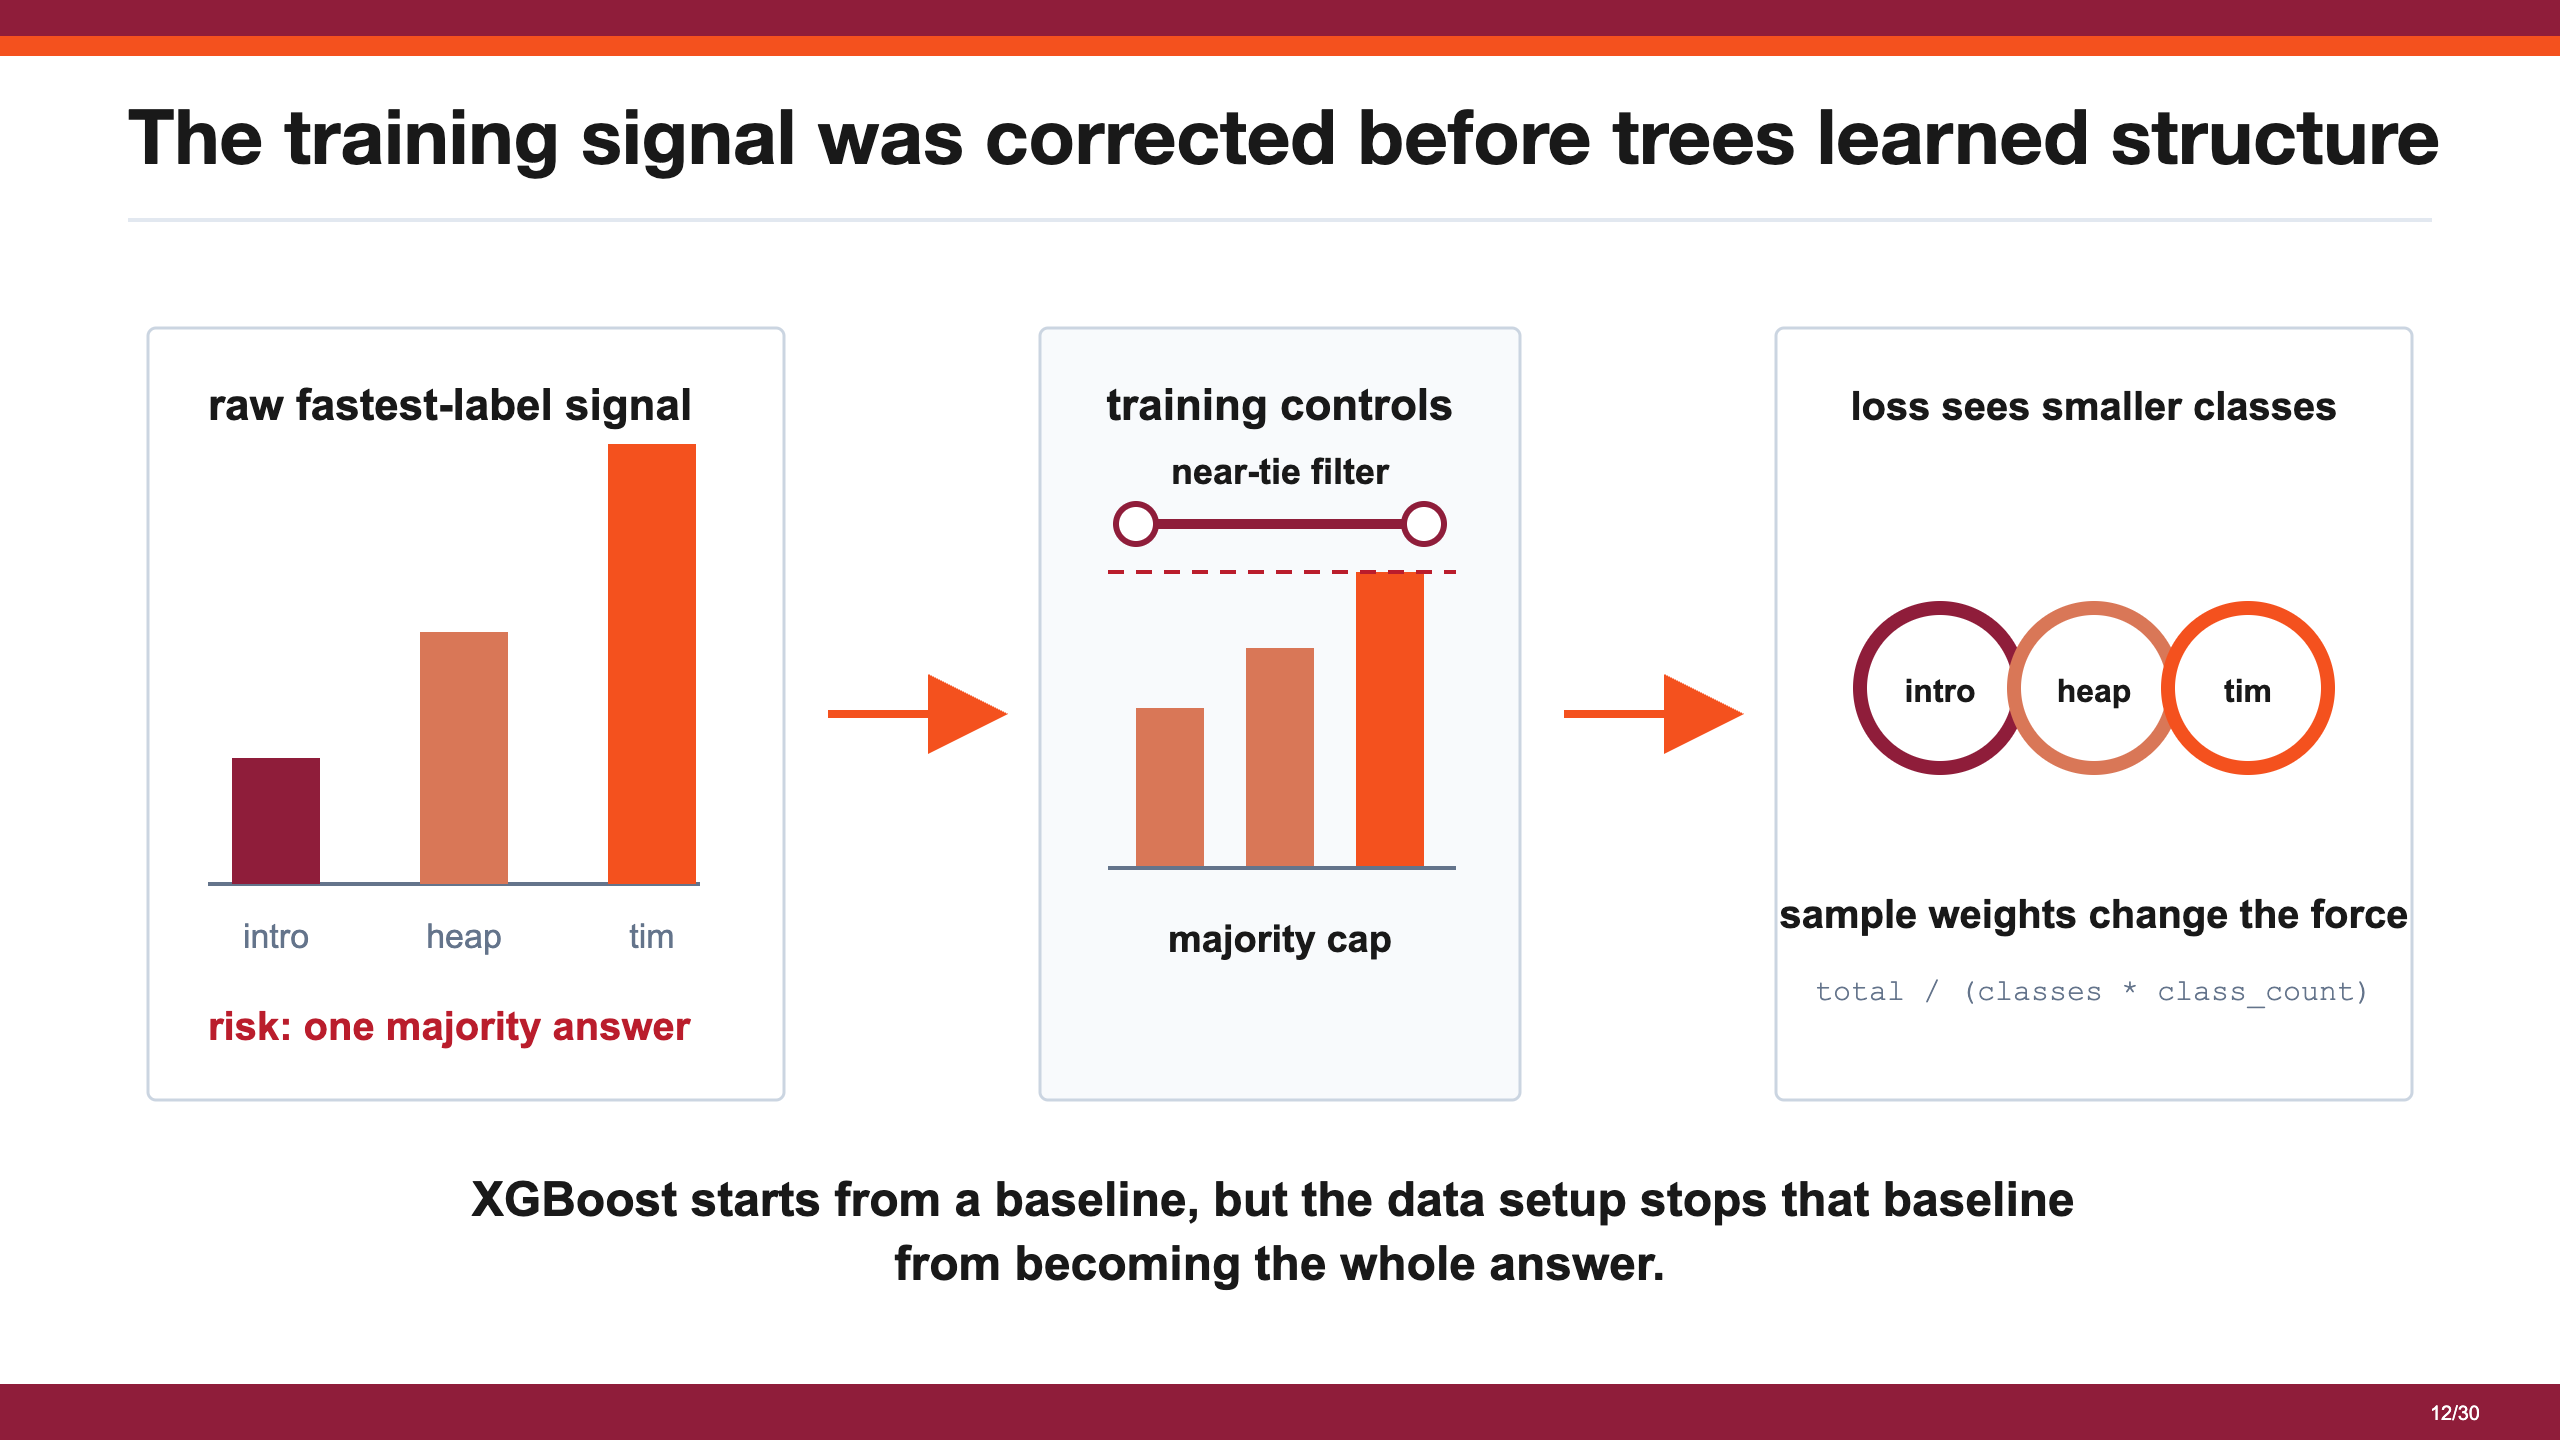 The training signal was corrected before trees learned structure
raw fastest-label signal
intro
heap
tim
risk: one majority answer
training controls
near-tie filter
majority cap
loss sees smaller classes
intro
heap
tim
sample weights change the force
total / (classes * class_count)
XGBoost starts from a baseline, but the data setup stops that baseline
from becoming the whole answer.
12/30